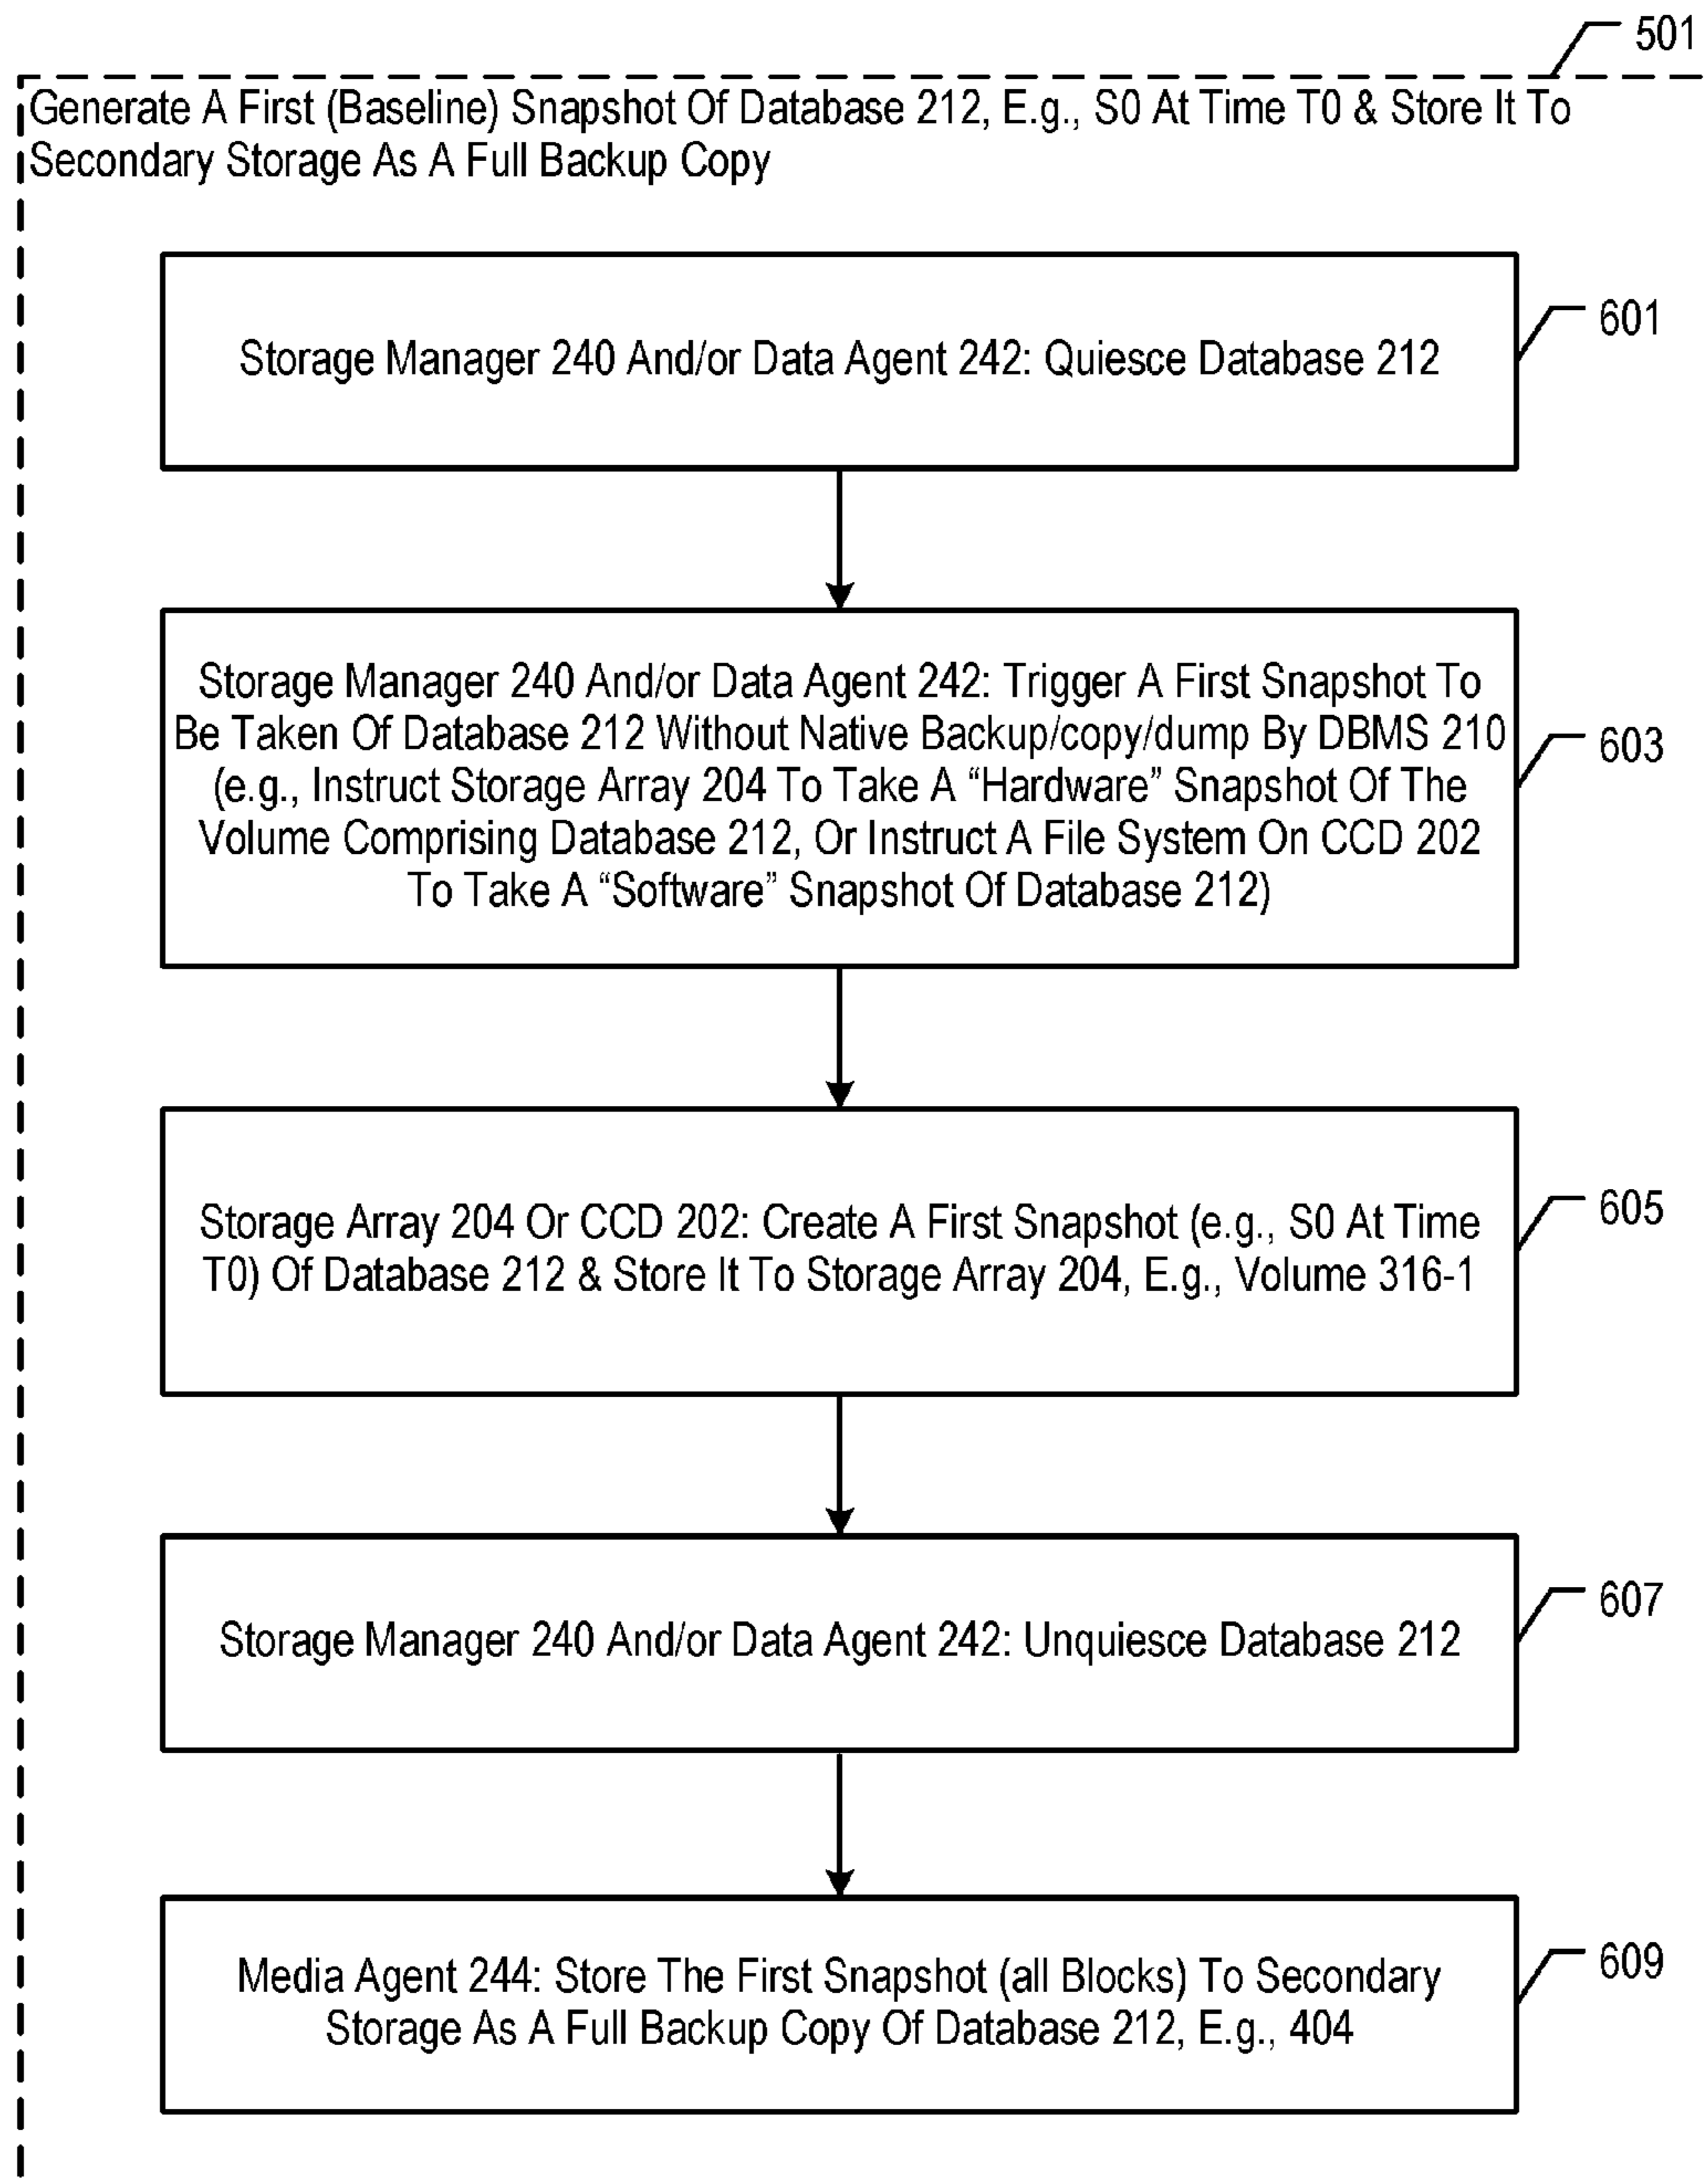 501
Generate A First (Baseline) Snapshot Of Database 212, E.g., S0 At Time T0 & Store It To
Secondary Storage As A Full Backup Copy
Storage Manager 240 And/or Data Agent 242: Quiesce Database 212
601
Storage Manager 240 And/or Data Agent 242: Trigger A First Snapshot To
Be Taken Of Database 212 Without Native Backup/copy/dump By DBMS 210
(e.g., Instruct Storage Array 204 To Take A “Hardware” Snapshot Of The
Volume Comprising Database 212, Or Instruct A File System On CCD 202
To Take A “Software” Snapshot Of Database 212)
603
Storage Array 204 Or CCD 202: Create A First Snapshot (e.g., S0 At Time
T0) Of Database 212 & Store It To Storage Array 204, E.g., Volume 316-1
605
Storage Manager 240 And/or Data Agent 242: Unquiesce Database 212
607
Media Agent 244: Store The First Snapshot (all Blocks) To Secondary
Storage As A Full Backup Copy Of Database 212, E.g., 404
609